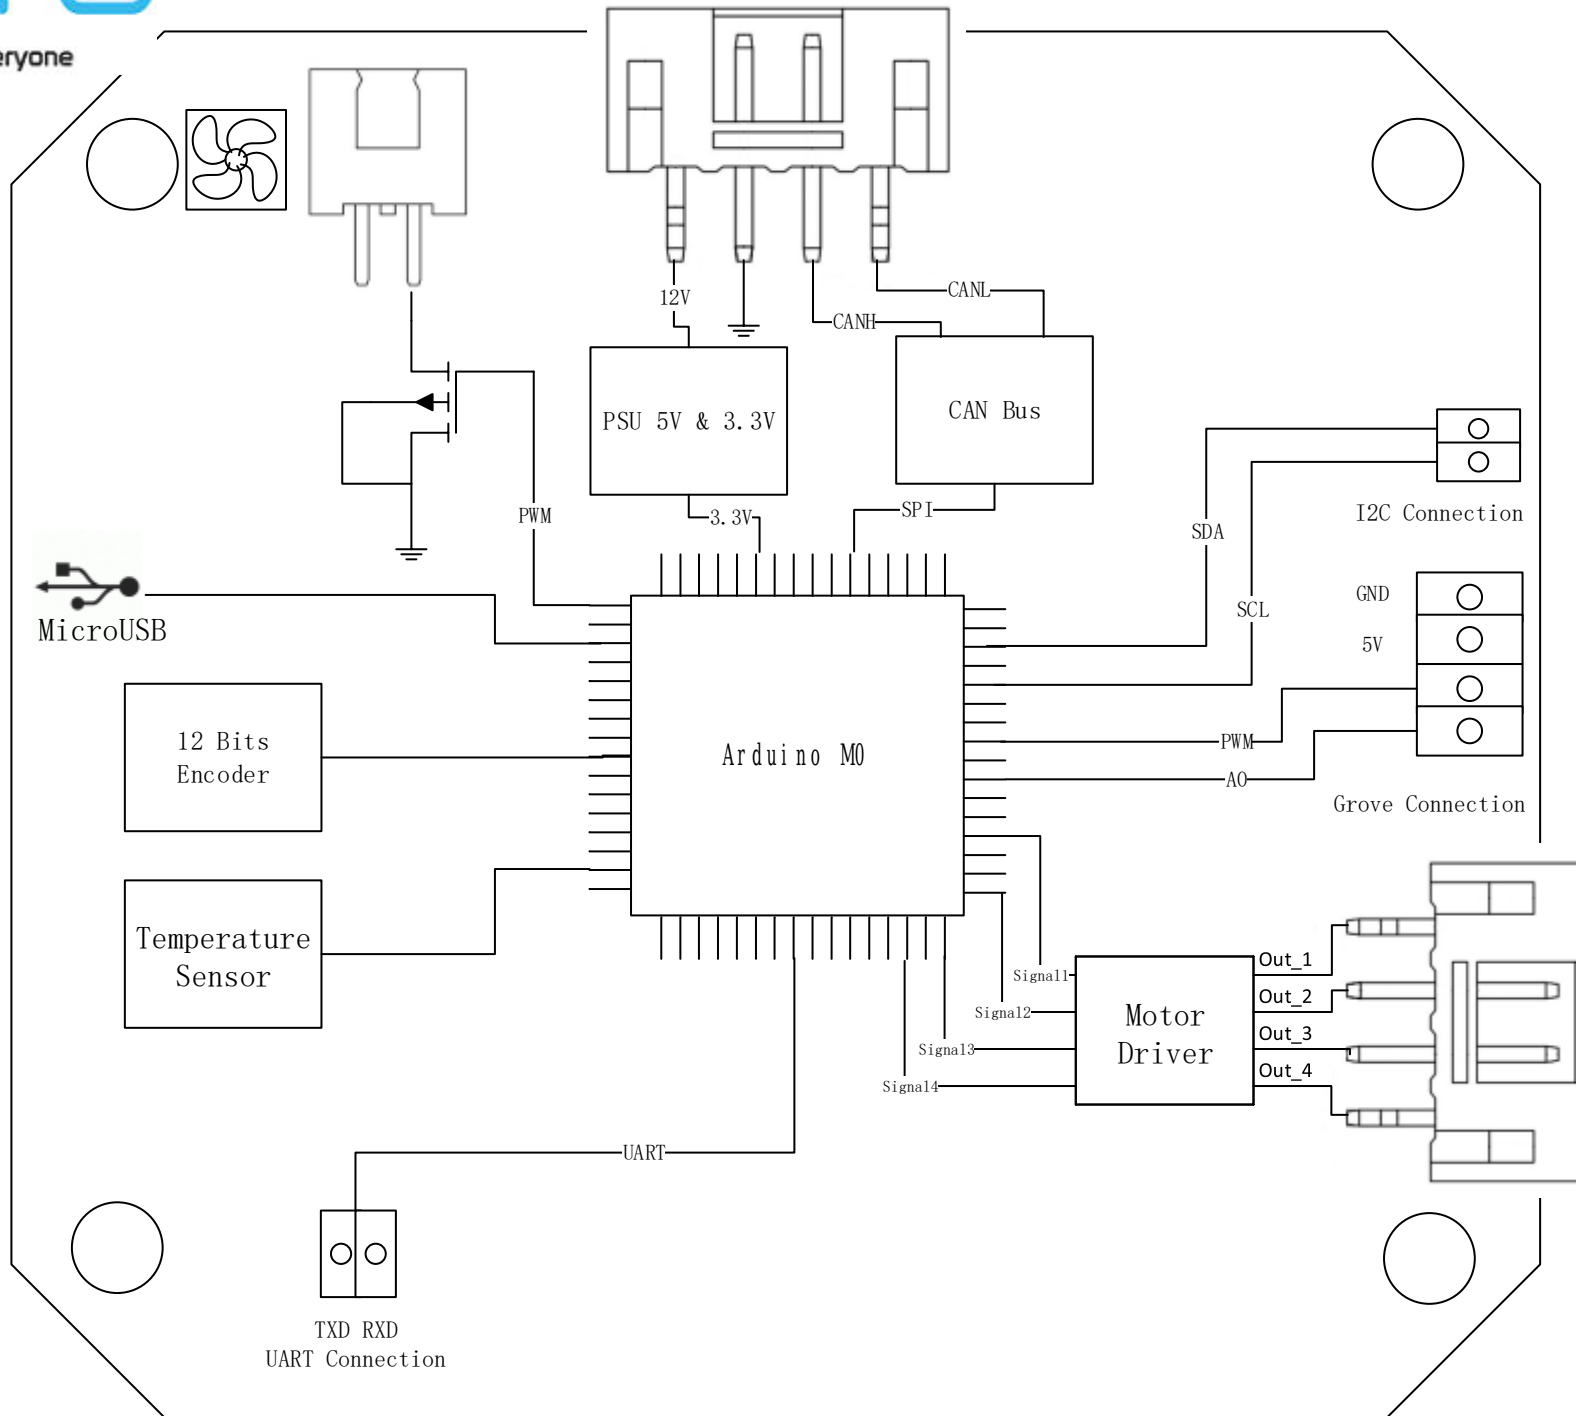 eryone
12V
CANL
CANH
PSU 5V & 3.3V
CAN Bus
PWM
3.3V
SPI
SDA
I2C Connection
MicroUSB
SCL
GND
5V
12 Bits
Encoder
Arduino M0
PWM
A0
Grove Connection
Temperature
Sensor
Signal1
Signal2
Signal3
Signal4
Motor
Driver
Out_1
Out_2
Out_3
Out_4
UART
TXD RXD
UART Connection